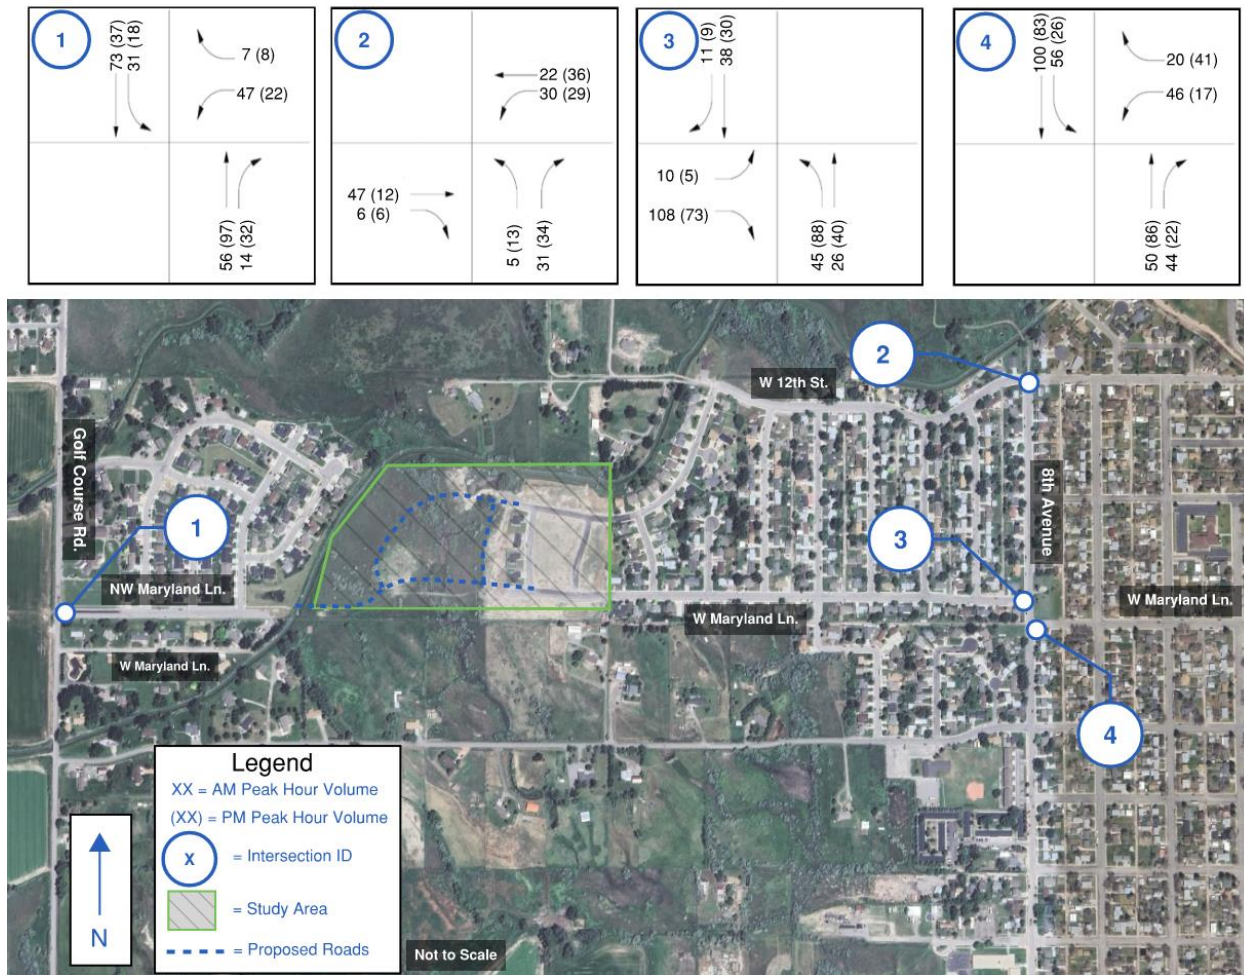 1
73 (37)
31 (18)
7 (8)
47 (22)
56 (97)
14 (32)
2
22 (36)
30 (29)
47 (12)
6 (6)
5 (13)
31 (34)
3
11 (9)
38 (30)
10 (5)
108 (73)
45 (88)
26 (40)
4
100 (83)
56 (26)
20 (41)
46 (17)
50 (86)
44 (22)
W 12th St.
2
Golf Course Rd.
8th Avenue
1
3
NW Maryland Ln.
W Maryland Ln.
W Maryland Ln.
W Maryland Ln.
4
Legend
XX = AM Peak Hour Volume
(XX) = PM Peak Hour Volume
x = Intersection ID
= Study Area
= Proposed Roads
N
Not to Scale